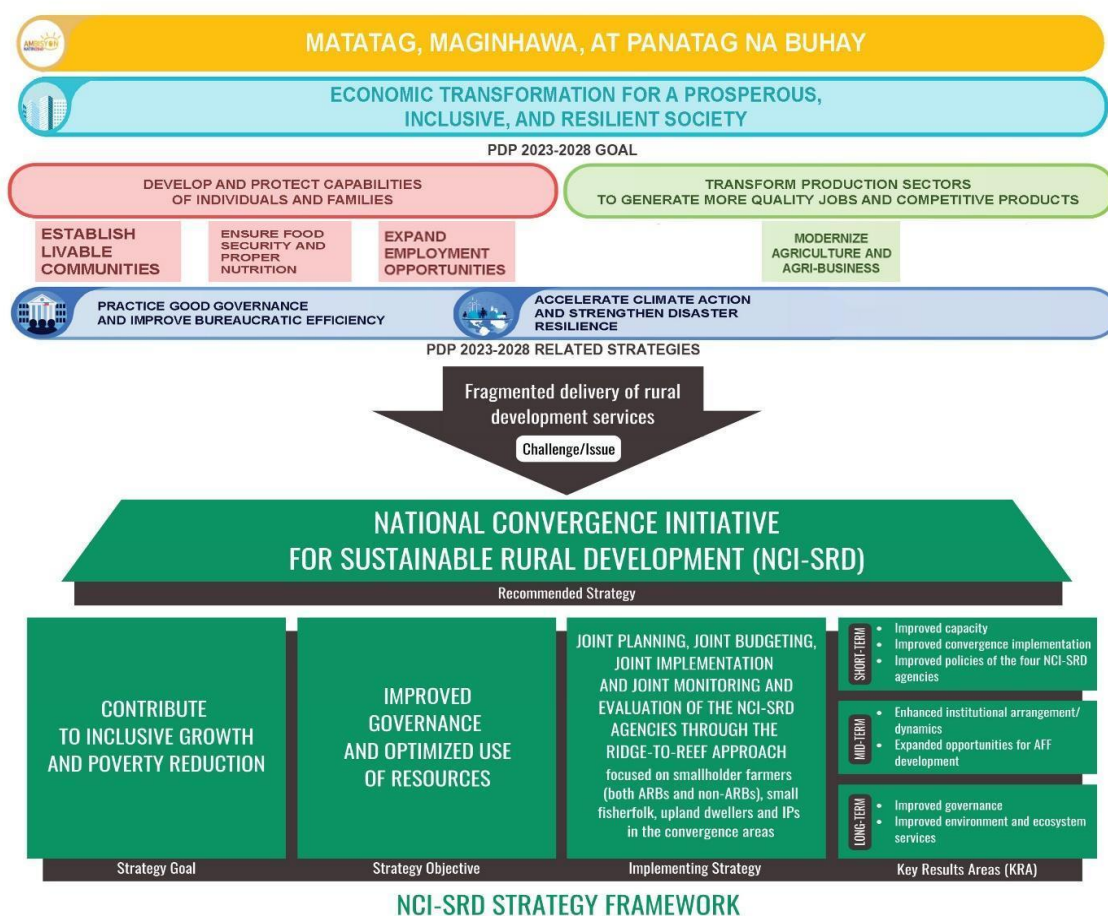 AMBISYON
MATATAG, MAGINHAWA, AT PANATAG NA BUHAY
ECONOMIC TRANSFORMATION FOR A PROSPEROUS,
INCLUSIVE, AND RESILIENT SOCIETY
PDP 2023-2028 GOAL
DEVELOP AND PROTECT CAPABILITIES
OF INDIVIDUALS AND FAMILIES
TRANSFORM PRODUCTION SECTORS
TO GENERATE MORE QUALITY JOBS AND COMPETITIVE PRODUCTS
ESTABLISH
LIVABLE
COMMUNITIES
ENSURE FOOD
SECURITY AND
PROPER
NUTRITION
EXPAND
EMPLOYMENT
OPPORTUNITIES
MODERNIZE
AGRICULTURE AND
AGRI-BUSINESS
PRACTICE GOOD GOVERNANCE
AND IMPROVE BUREAUCRATIC EFFICIENCY
ACCELERATE CLIMATE ACTION
AND STRENGTHEN DISASTER
RESILIENCE
PDP 2023-2028 RELATED STRATEGIES
Fragmented delivery of rural
development services
Challenge/Issue
NATIONAL CONVERGENCE INITIATIVE
FOR SUSTAINABLE RURAL DEVELOPMENT (NCI-SRD)
Recommended Strategy
CONTRIBUTE
TO INCLUSIVE GROWTH
AND POVERTY REDUCTION
Strategy Goal
IMPROVED
GOVERNANCE
AND OPTIMIZED USE
OF RESOURCES
Strategy Objective
JOINT PLANNING, JOINT BUDGETING,
JOINT IMPLEMENTATION
AND JOINT MONITORING AND
EVALUATION OF THE NCI-SRD
AGENCIES THROUGH THE
RIDGE-TO-REEF APPROACH
focused on smallholder farmers
(both ARBs and non-ARBs), small
fisherfolk, upland dwellers and IPs
in the convergence areas
Implementing Strategy
SHORT-TERM
• Improved capacity
• Improved convergence implementation
• Improved policies of the four NCI-SRD
agencies
MID-TERM
• Enhanced institutional arrangement/
dynamics
• Expanded opportunities for AFF
development
LONG-TERM
• Improved governance
• Improved environment and ecosystem
services
Key Results Areas (KRA)
NCI-SRD STRATEGY FRAMEWORK